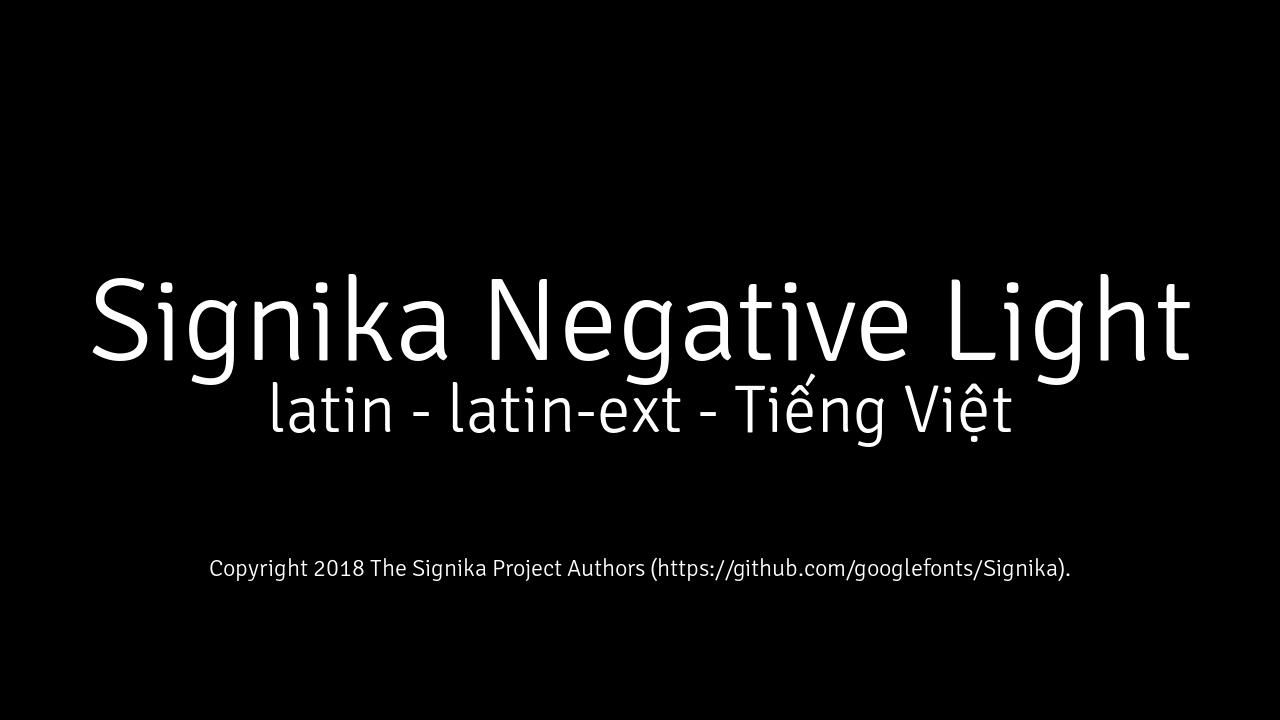 Signika Negative Light
latin - latin-ext - Tiếng Việt
Copyright 2018 The Signika Project Authors (https://github.com/googlefonts/Signika).